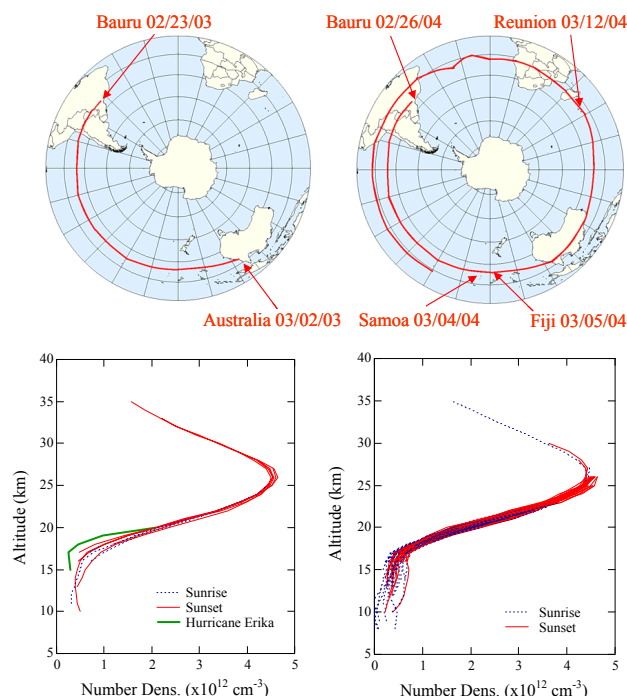 Bauru 02/23/03
Bauru 02/26/04
Reunion 03/12/04
Australia 03/02/03
Samoa 03/04/04
Fiji 03/05/04
40
35
30
25
20
15
10
5
Altitude (km)
Sunrise
Sunset
Hurricane Erika
0
1
2
3
4
5
Number Dens. (x10¹² cm⁻³)
40
35
30
25
20
15
10
5
Altitude (km)
Sunrise
Sunset
0
1
2
3
4
5
Number Dens. (x10¹² cm⁻³)